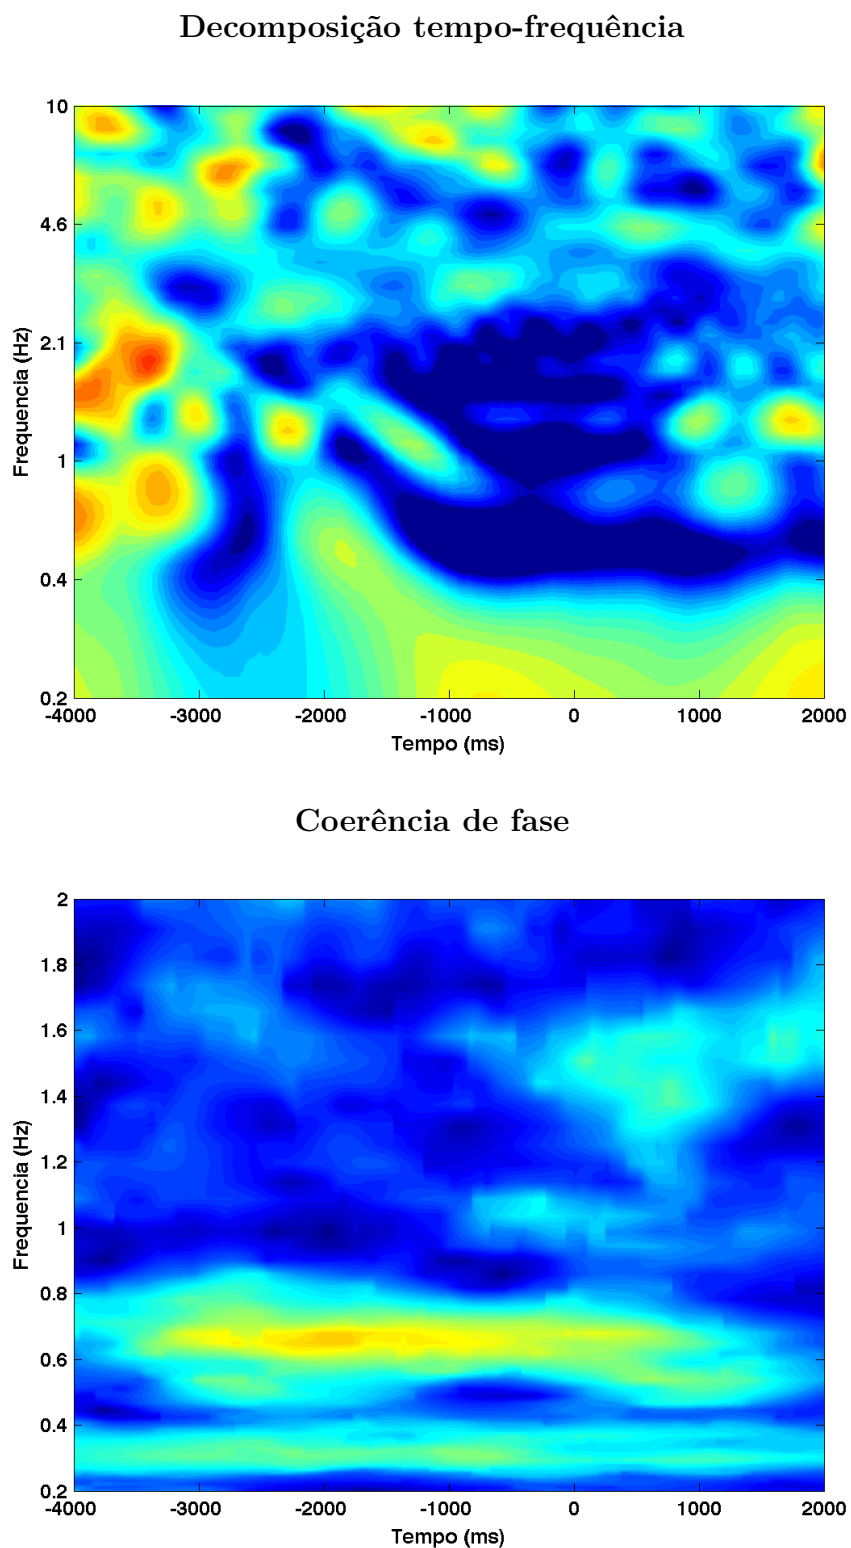 Decomposição tempo-frequência
10
4.6
2.1
1
0.4
0.2
Frequencia (Hz)
-4000 -3000 -2000 -1000 0 1000 2000
Tempo (ms)
Coerência de fase
2
1.8
1.6
1.4
1.2
1
0.8
0.6
0.4
0.2
Frequencia (Hz)
-4000 -3000 -2000 -1000 0 1000 2000
Tempo (ms)